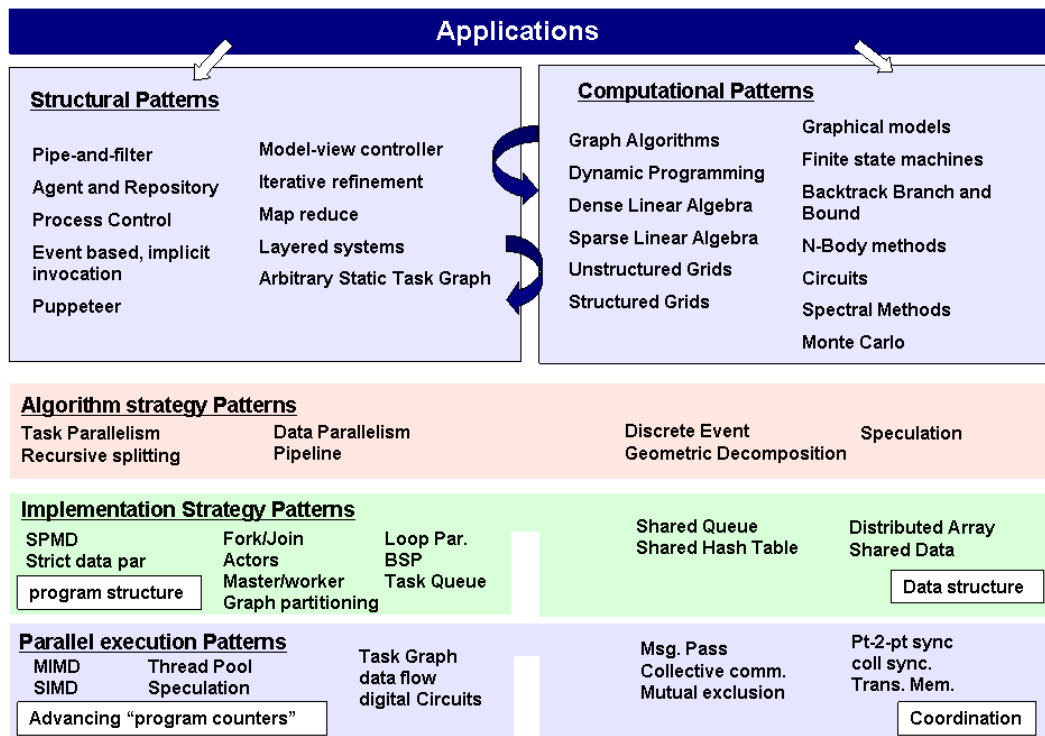 Applications
Structural Patterns
Pipe-and-filter
Agent and Repository
Process Control
Event based, implicit
invocation
Puppeteer
Model-view controller
Iterative refinement
Map reduce
Layered systems
Arbitrary Static Task Graph
Computational Patterns
Graph Algorithms
Dynamic Programming
Dense Linear Algebra
Sparse Linear Algebra
Unstructured Grids
Structured Grids
Graphical models
Finite state machines
Backtrack Branch and
Bound
N-Body methods
Circuits
Spectral Methods
Monte Carlo
Algorithm strategy Patterns
Task Parallelism
Recursive splitting
Data Parallelism
Pipeline
Discrete Event
Geometric Decomposition
Speculation
Implementation Strategy Patterns
SPMD
Strict data par
program structure
Fork/Join
Actors
Master/worker
Graph partitioning
Loop Par.
BSP
Task Queue
Shared Queue
Shared Hash Table
Distributed Array
Shared Data
Data structure
Parallel execution Patterns
MIMD
SIMD
Thread Pool
Speculation
Advancing “program counters”
Task Graph
data flow
digital Circuits
Msg. Pass
Collective comm.
Mutual exclusion
Pt-2-pt sync
coll sync.
Trans. Mem.
Coordination